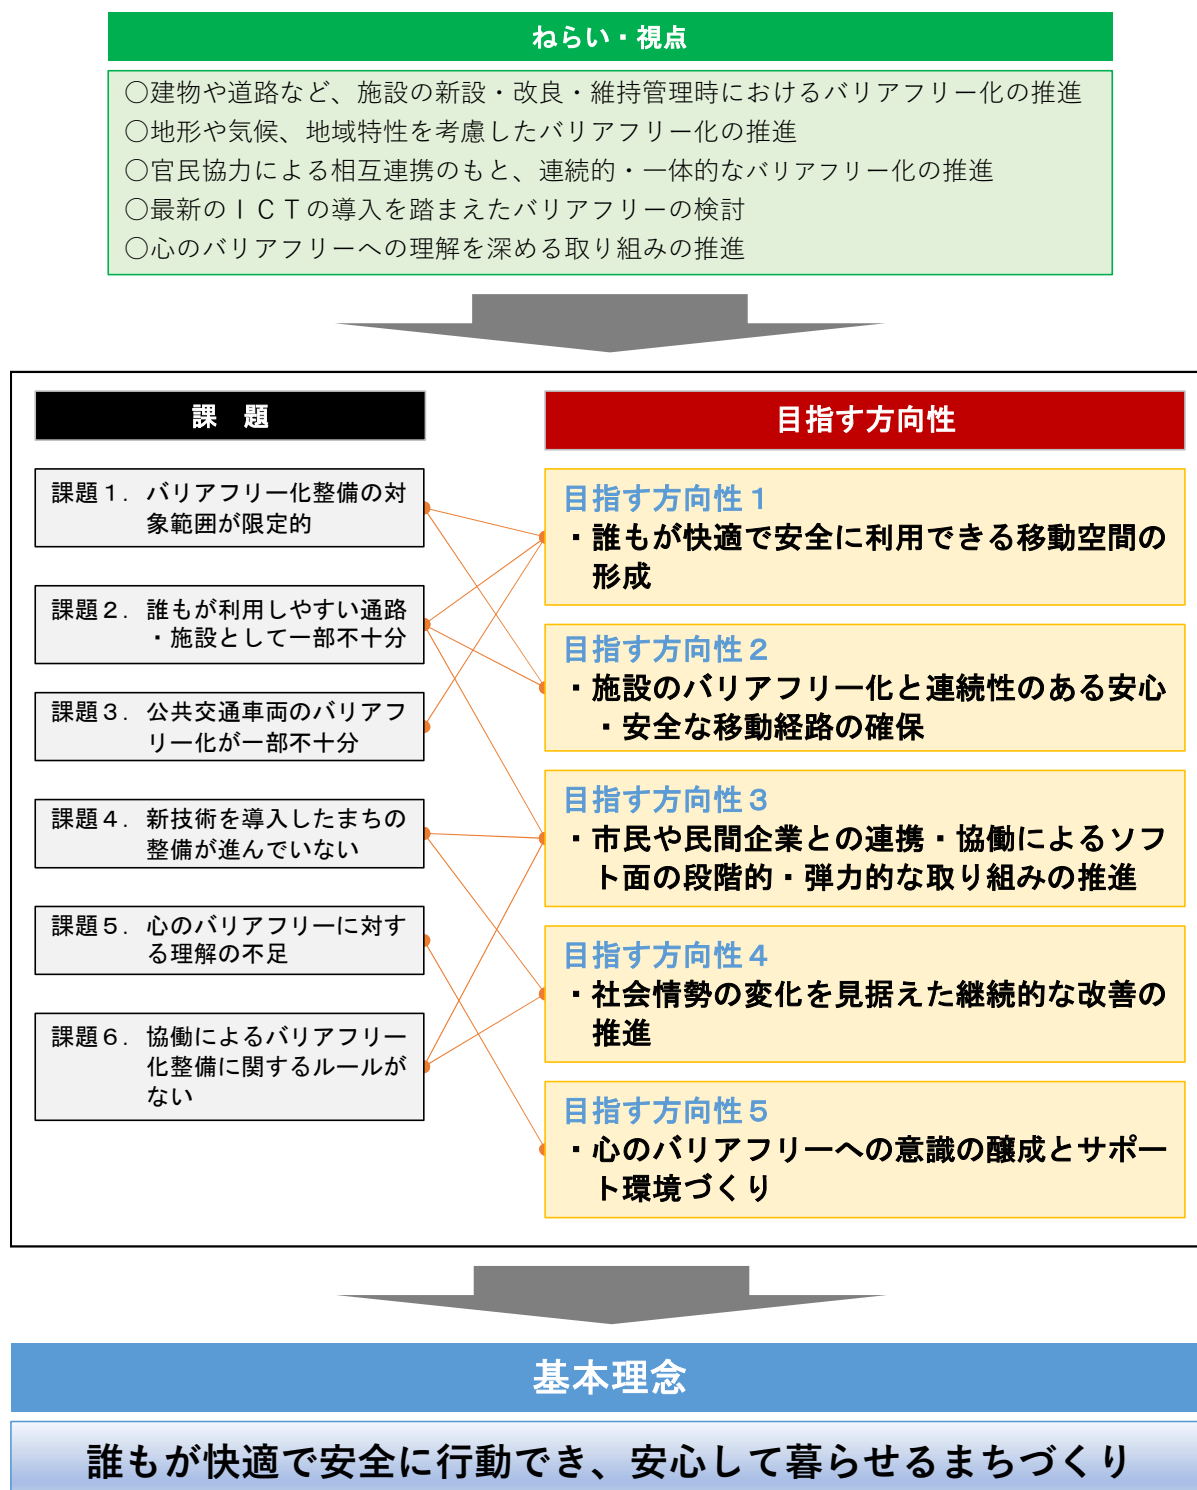 ねらい・視点
○建物や道路など、施設の新設・改良・維持管理時におけるバリアフリー化の推進
○地形や気候、地域特性を考慮したバリアフリー化の推進
○官民協力による相互連携のもと、連続的・一体的なバリアフリー化の推進
○最新のＩＣＴの導入を踏まえたバリアフリーの検討
○心のバリアフリーへの理解を深める取り組みの推進
課　題
課題１．バリアフリー化整備の対
象範囲が限定的
課題２．誰もが利用しやすい通路
・施設として一部不十分
課題３．公共交通車両のバリアフ
リー化が一部不十分
課題４．新技術を導入したまちの
整備が進んでいない
課題５．心のバリアフリーに対す
る理解の不足
課題６．協働によるバリアフリー
化整備に関するルールが
ない
目指す方向性
目指す方向性１
・誰もが快適で安全に利用できる移動空間の
形成
目指す方向性２
・施設のバリアフリー化と連続性のある安心
・安全な移動経路の確保
目指す方向性３
・市民や民間企業との連携・協働によるソフ
ト面の段階的・弾力的な取り組みの推進
目指す方向性４
・社会情勢の変化を見据えた継続的な改善の
推進
目指す方向性５
・心のバリアフリーへの意識の醸成とサポー
ト環境づくり
基本理念
誰もが快適で安全に行動でき、安心して暮らせるまちづくり